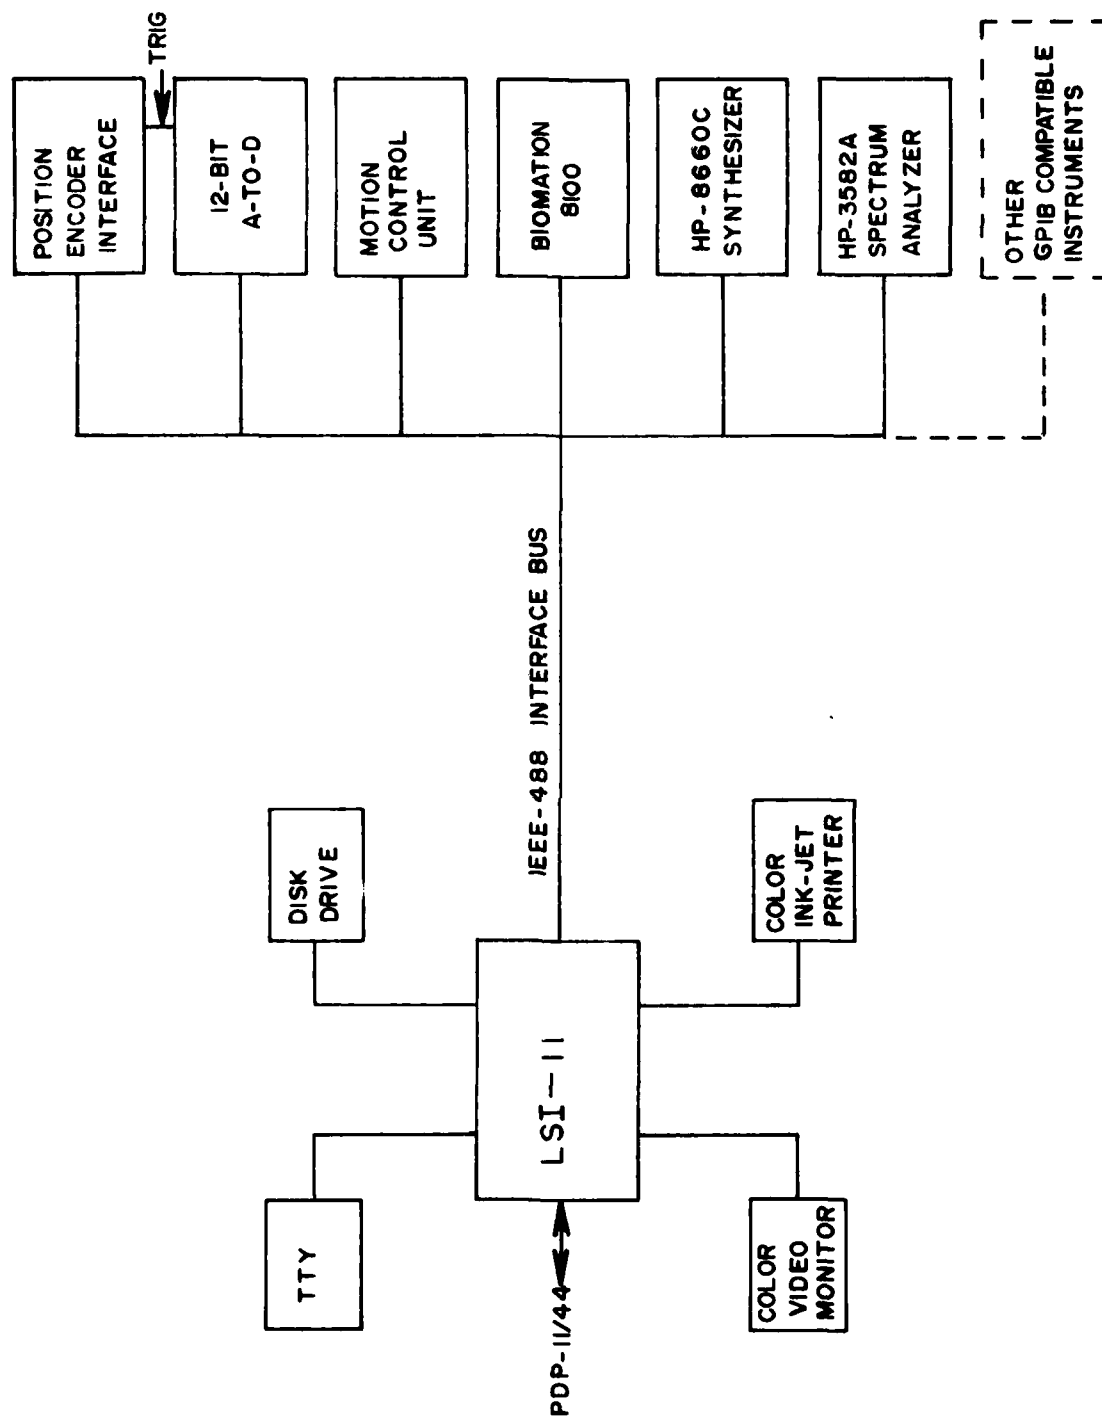 PDP-11/44
TTY
DISK
DRIVE
LSI-11
COLOR
VIDEO
MONITOR
COLOR
INK-JET
PRINTER
IEEE-488 INTERFACE BUS
POSITION
ENCODER
INTERFACE
TRIG
12-BIT
A-TO-D
MOTION
CONTROL
UNIT
BIOMATION
8100
HP-8660C
SYNTHESIZER
HP-3582A
SPECTRUM
ANALYZER
OTHER
GPIB COMPATIBLE
INSTRUMENTS